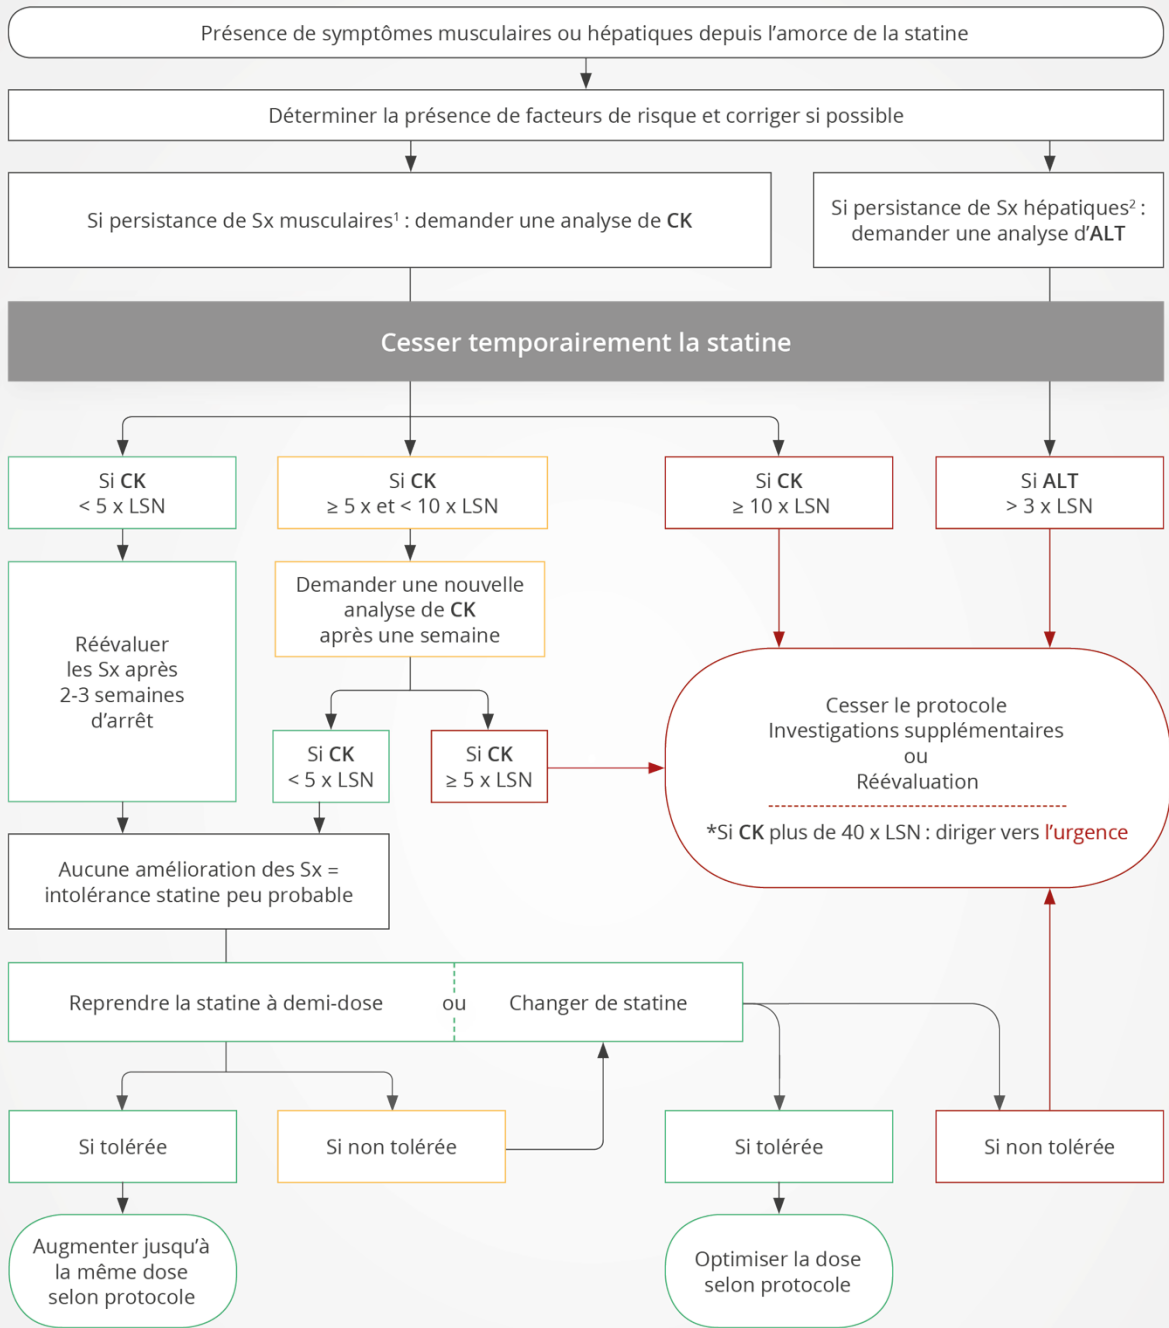 Présence de symptômes musculaires ou hépatiques depuis l’amorce de la statine
Déterminer la présence de facteurs de risque et corriger si possible
Si persistance de Sx musculaires¹ : demander une analyse de CK
Si persistance de Sx hépatiques² :
demander une analyse d’ALT
Cesser temporairement la statine
Si CK
< 5 x LSN
Si CK
≥ 5 x et < 10 x LSN
Si CK
≥ 10 x LSN
Si ALT
> 3 x LSN
Réévaluer
les Sx après
2-3 semaines
d’arrêt
Demander une nouvelle
analyse de CK
après une semaine
Si CK
< 5 x LSN
Si CK
≥ 5 x LSN
Cesser le protocole
Investigations supplémentaires
ou
Réévaluation
*Si CK plus de 40 x LSN : diriger vers l’urgence
Aucune amélioration des Sx =
intolérance statine peu probable
Reprendre la statine à demi-dose ou Changer de statine
Si tolérée
Si non tolérée
Si tolérée
Si non tolérée
Augmenter jusqu’à
la même dose
selon protocole
Optimiser la dose
selon protocole